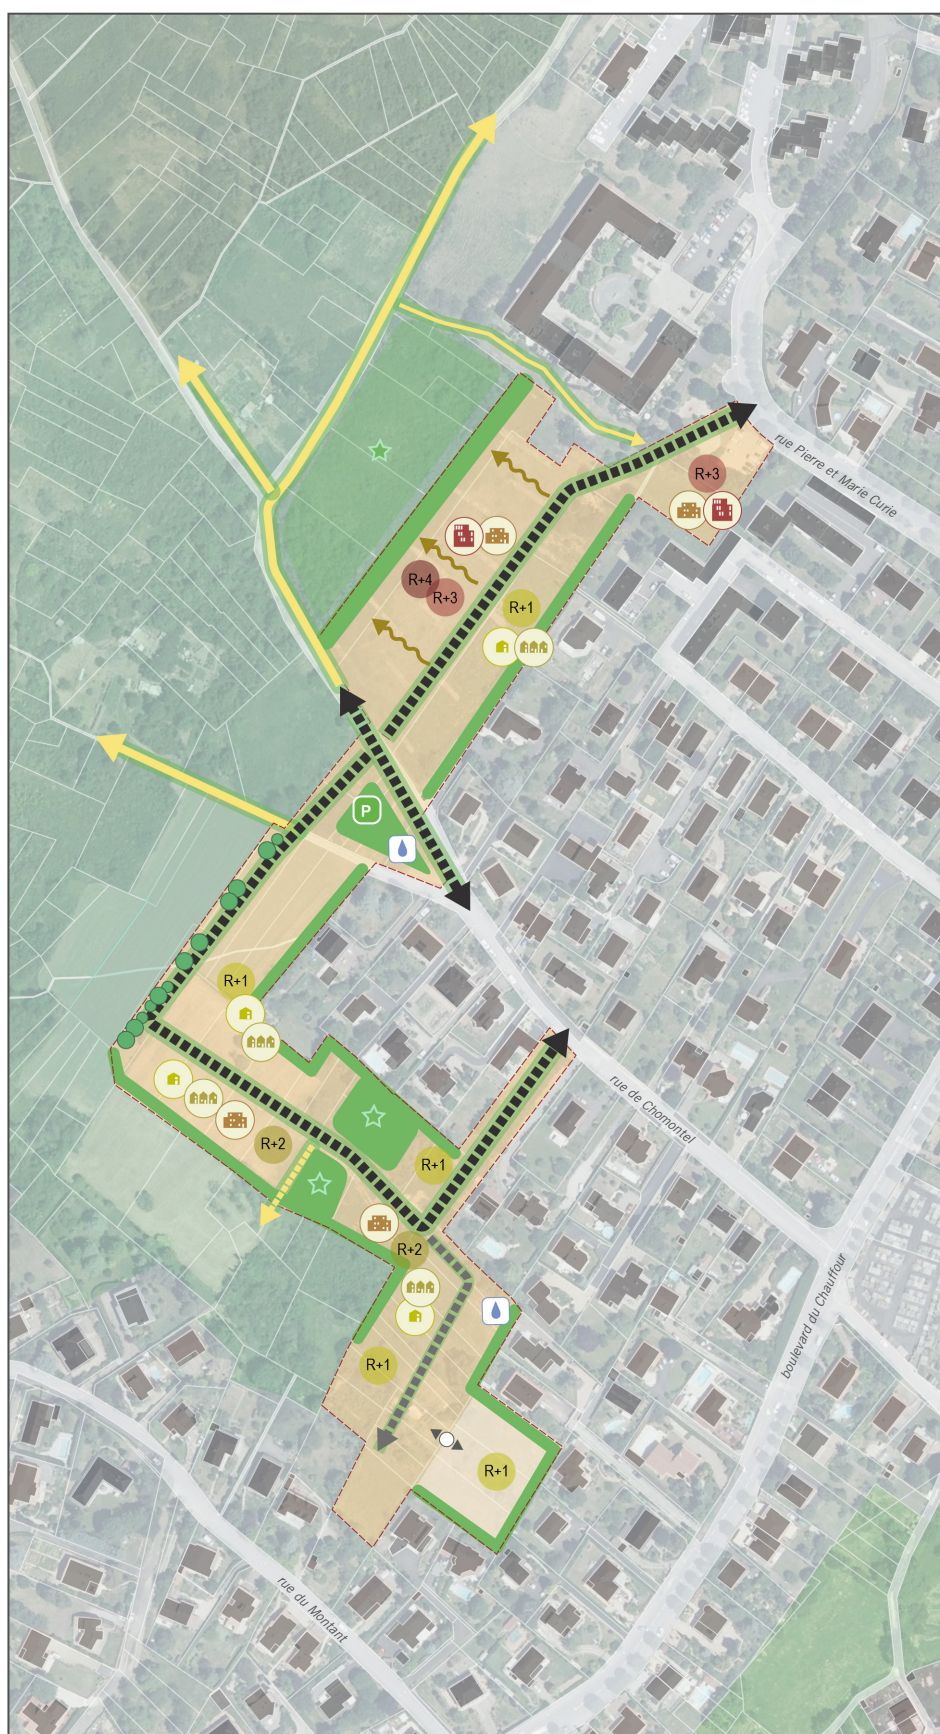 rue Pierre et Marie Curie
R+3
R+4
R+3
R+1
P
R+1
rue de Chomontel
R+2
R+1
R+2
boulevard du Chauffour
R+1
R+1
rue du Montant